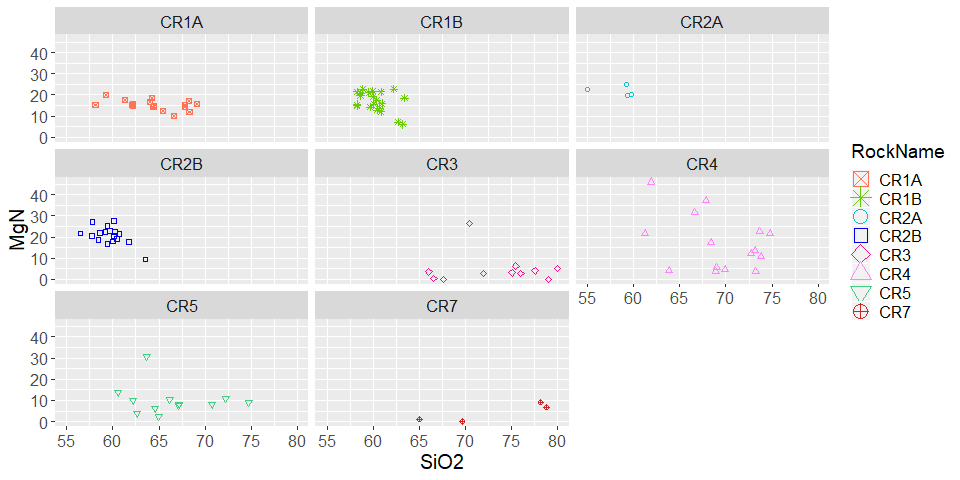 CR1A CR1B CR2A
40
30
20
10
0
CR2B CR3 CR4
40
30
20
10
0
55 60 65 70 75 80
CR5 CR7
40
30
20
10
0
55 60 65 70 75 80 55 60 65 70 75 80
SiO2
MgN
RockName
CR1A
CR1B
CR2A
CR2B
CR3
CR4
CR5
CR7